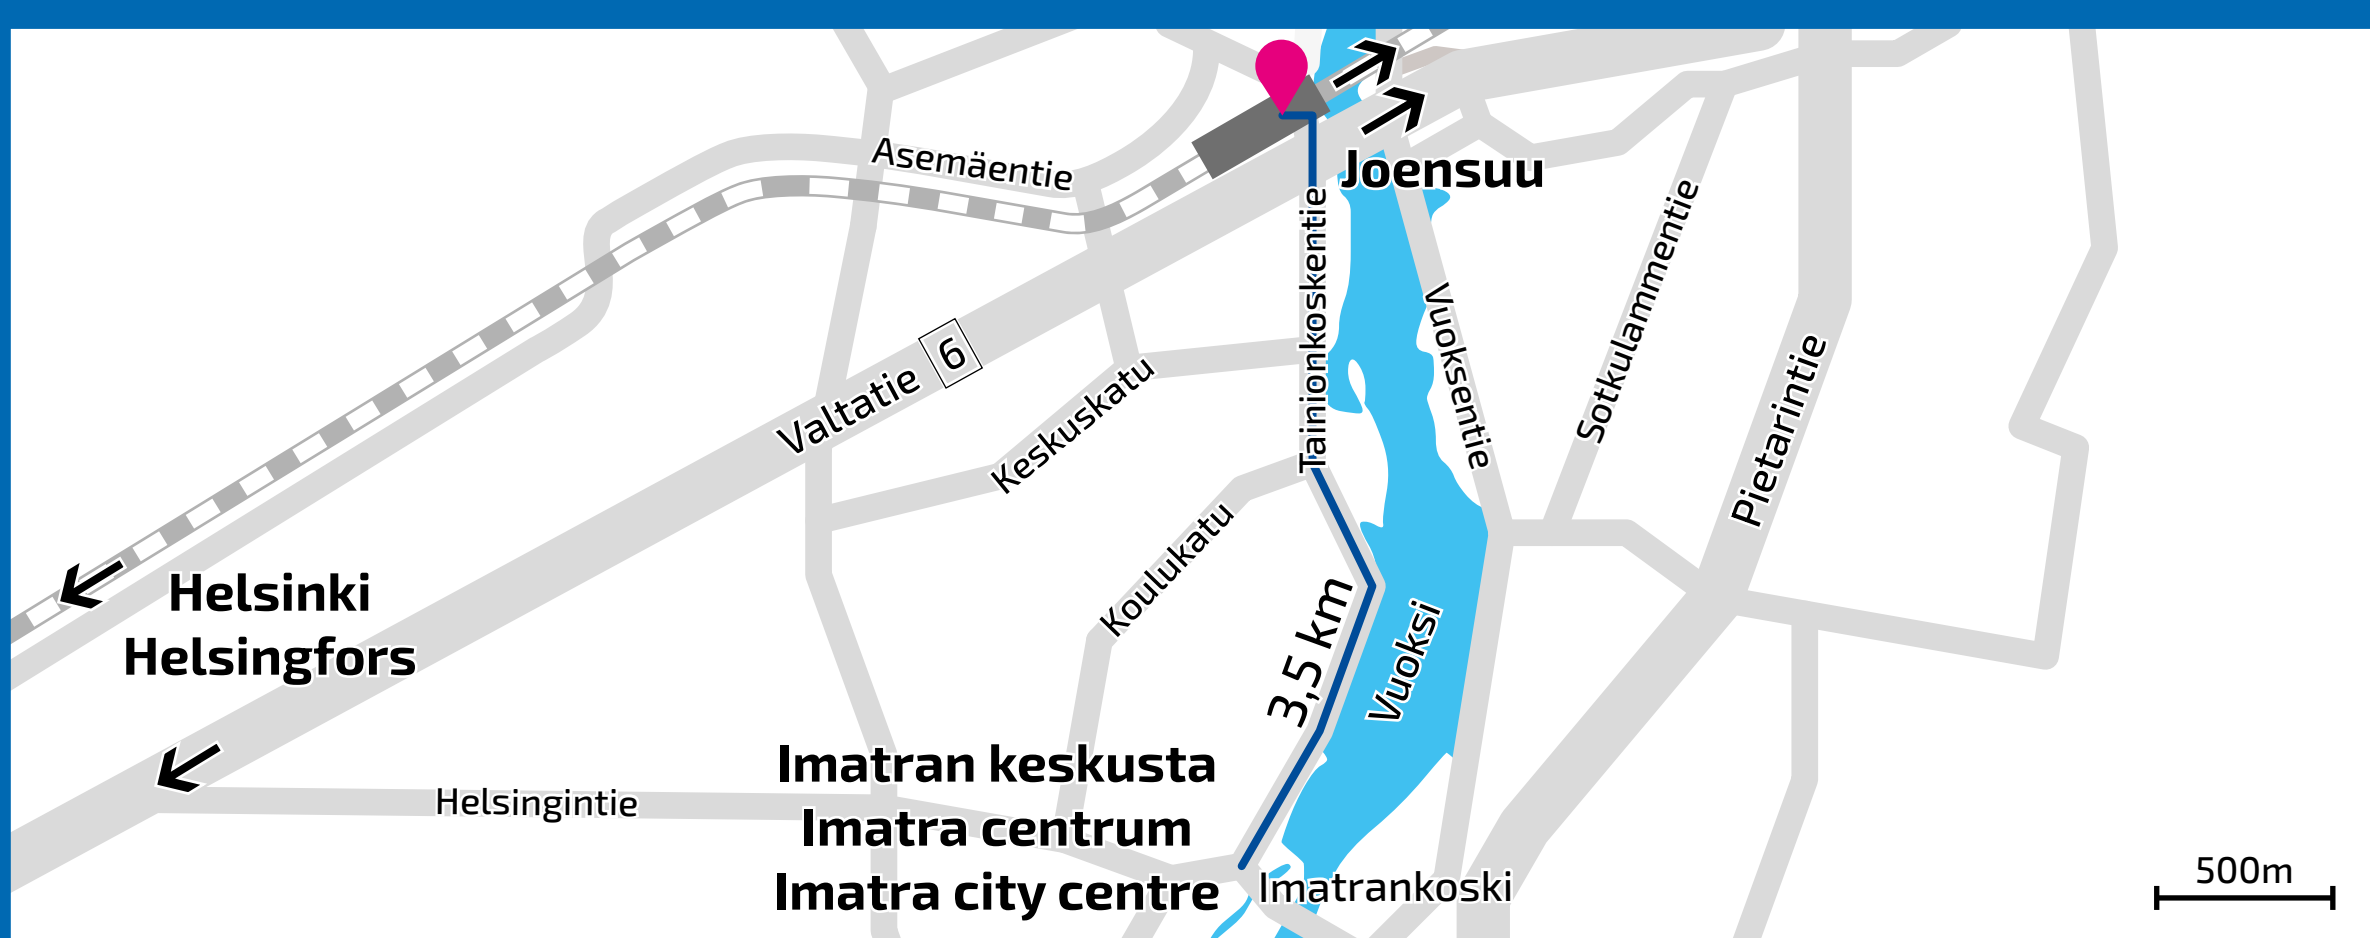 Asemäentie
Joensuu
Tainionkoskentie
Sotkulammentie
Vuoksentie
Valtatie 6
Keskuskatu
Pietarintie
Koulukatu
Helsinki
Helsingfors
3,5 km
Vuoksi
Helsingintie
Imatran keskusta
Imatra centrum
Imatra city centre
Imatrankoski
500m